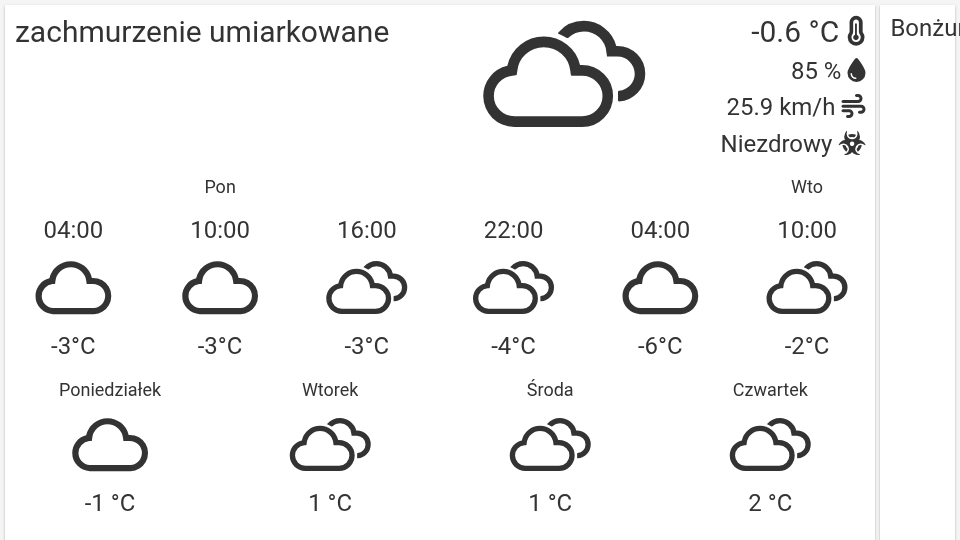 zachmurzenie umiarkowane
-0.6 °C
85 %
25.9 km/h
Niezdrowy
Pon Wto
04:00 10:00 16:00 22:00 04:00 10:00
-3°C -3°C -3°C -4°C -6°C -2°C
Poniedziałek Wtorek Środa Czwartek
-1 °C 1 °C 1 °C 2 °C
Bonżu